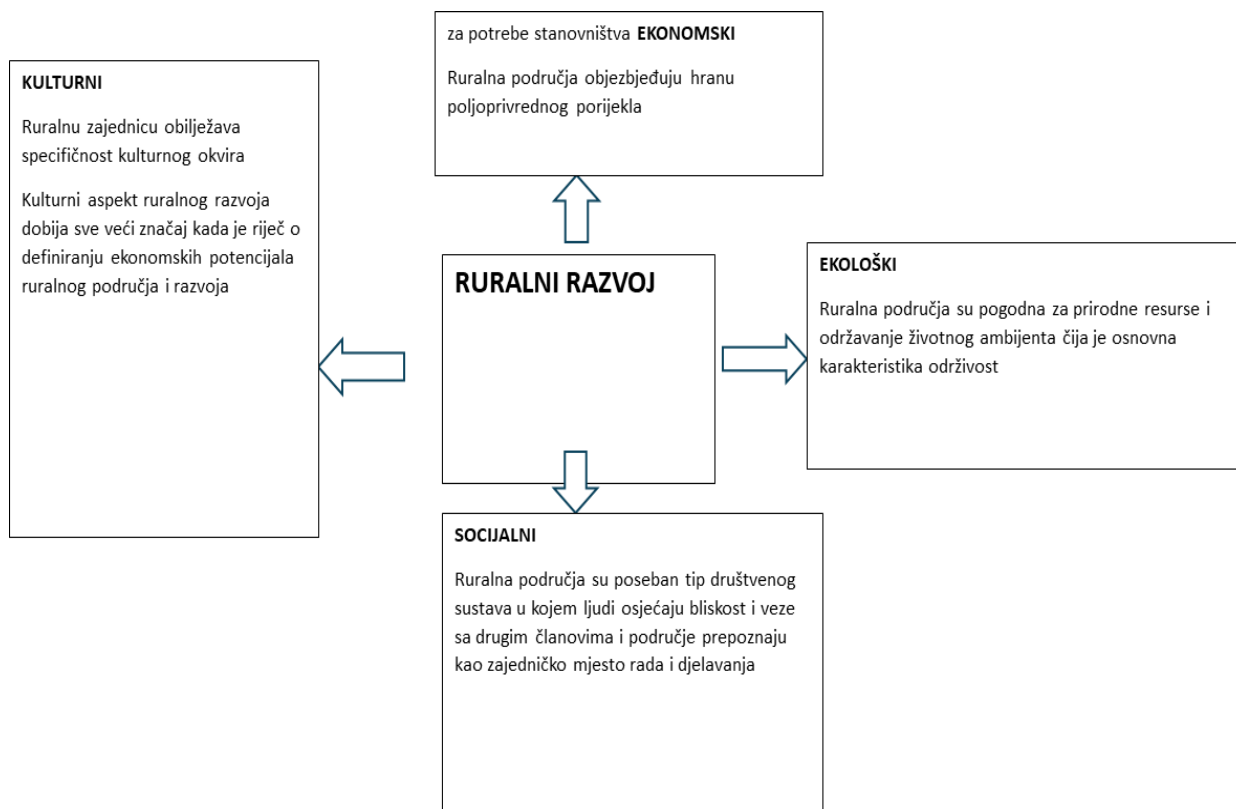 za potrebe stanovništva EKONOMSKI
Ruralna područja objezbjeđuju hranu
poljoprivrednog porijekla
KULTURNI
Ruralnu zajednicu obilježava
specifičnost kulturnog okvira
Kulturni aspekt ruralnog razvoja
dobija sve veći značaj kada je riječ o
definiranju ekonomskih potencijala
ruralnog područja i razvoja
RURALNI RAZVOJ
EKOLOŠKI
Ruralna područja su pogodna za prirodne resurse i
održavanje životnog ambijenta čija je osnovna
karakteristika održivost
SOCIJALNI
Ruralna područja su poseban tip društvenog
sustava u kojem ljudi osjećaju bliskost i veze
sa drugim članovima i područje prepoznaju
kao zajedničko mjesto rada i djelavanja